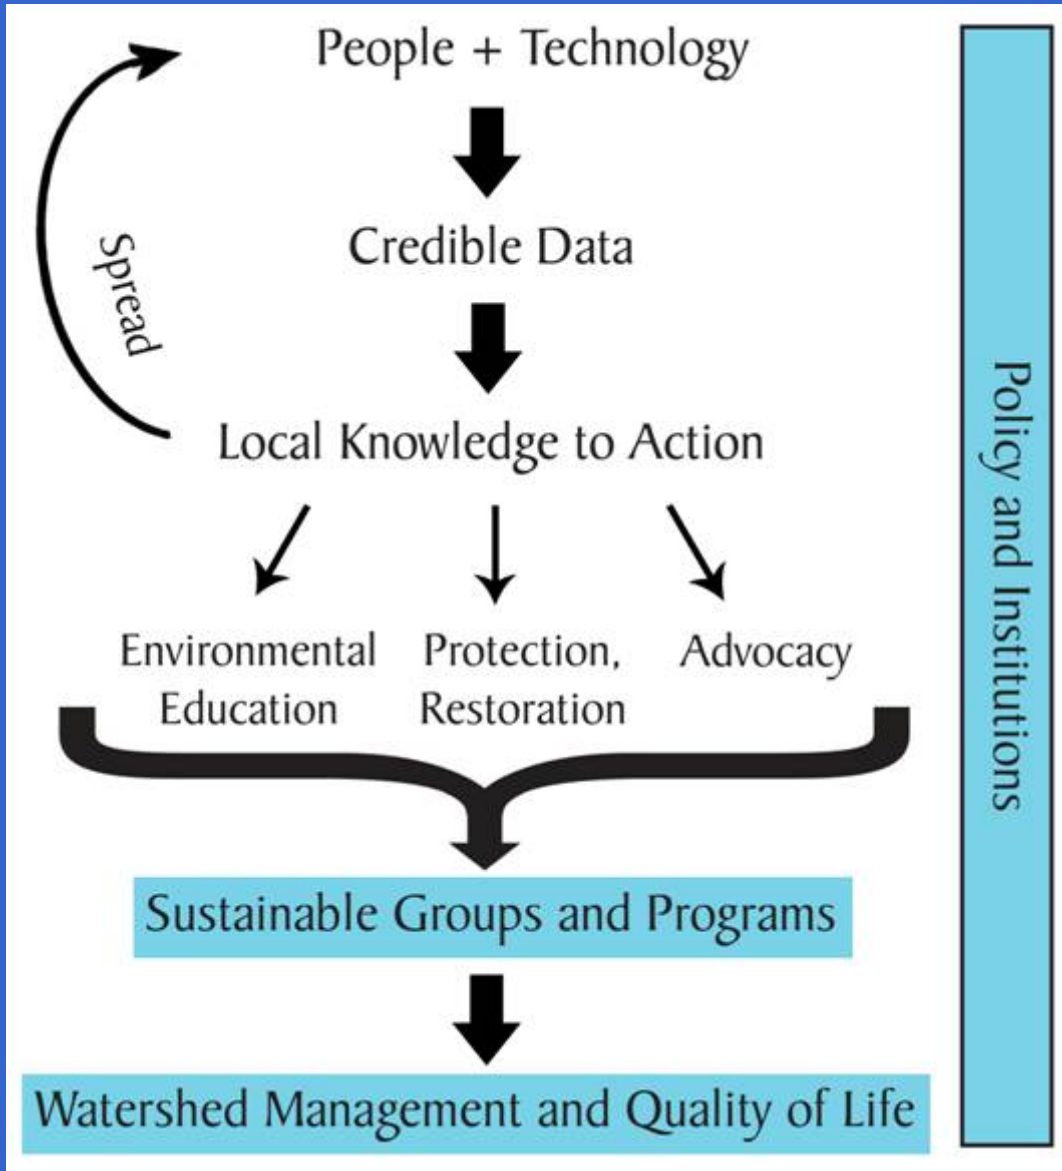 People + Technology
Credible Data
Spread
Local Knowledge to Action
Environmental
Education
Protection,
Restoration
Advocacy
Sustainable Groups and Programs
Watershed Management and Quality of Life
Policy and Institutions